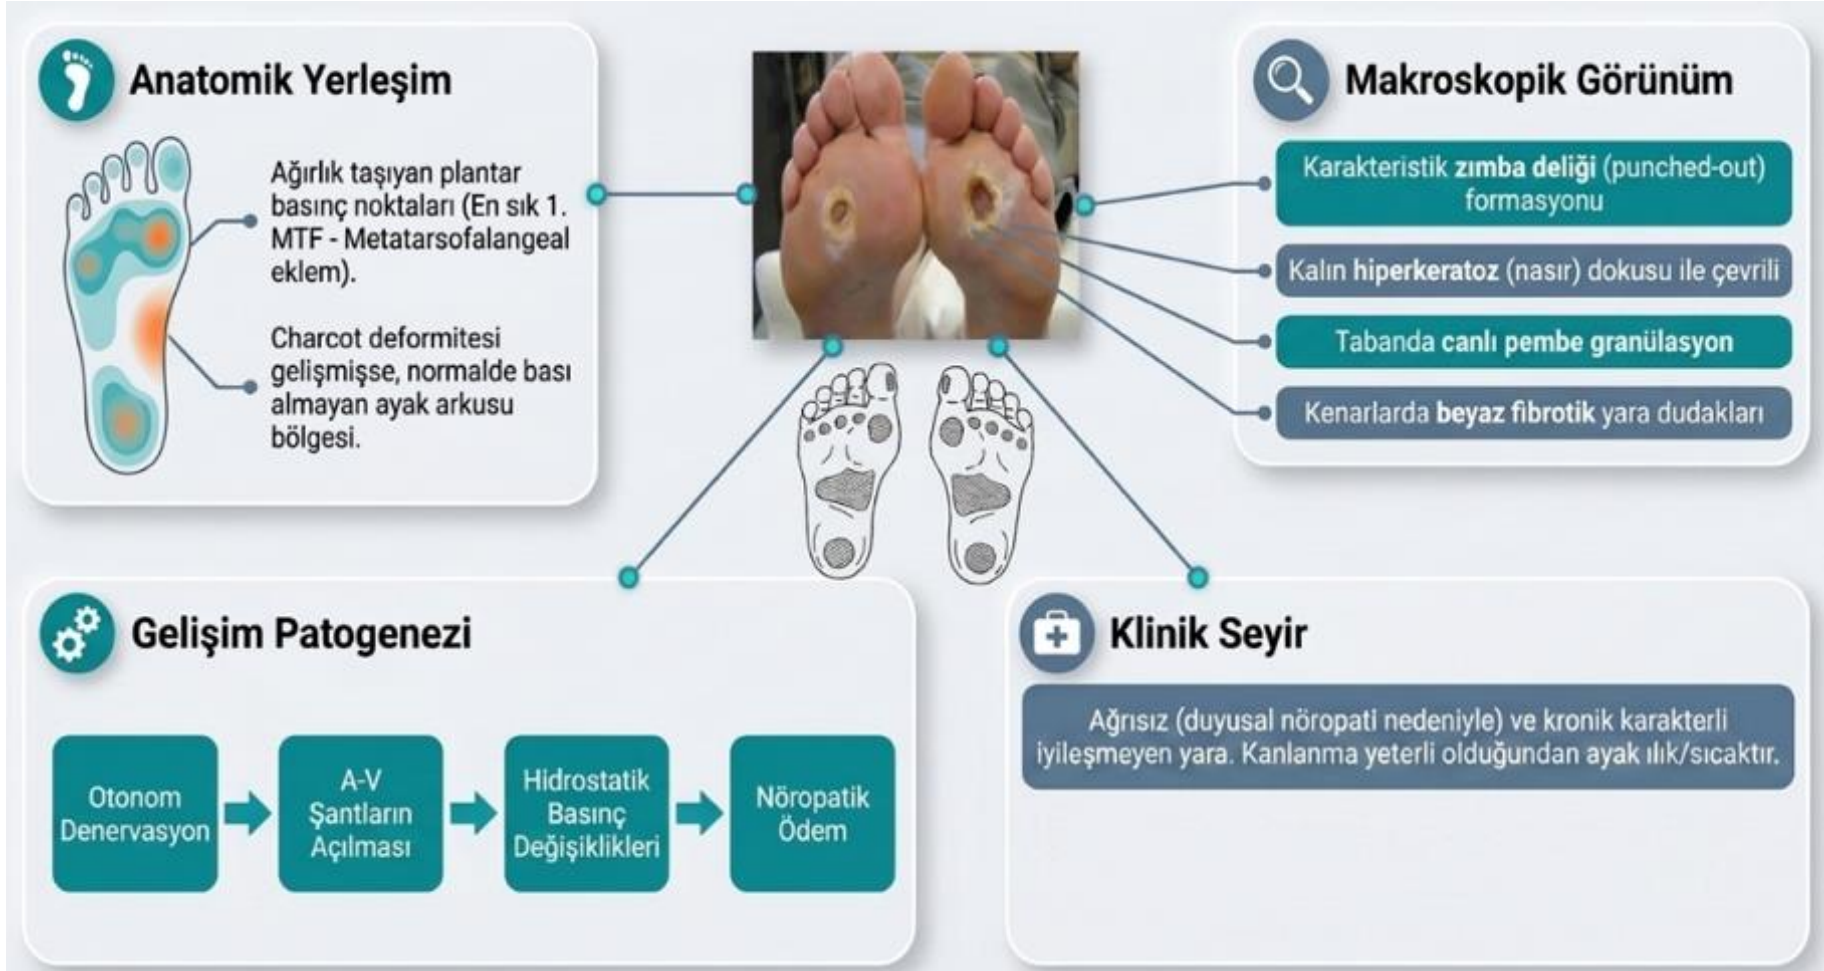 Anatomik Yerleşim
Ağırlık taşıyan plantar
basınç noktaları (En sık 1.
MTF - Metatarsofalangeal
eklem).
Charcot deformitesi
gelişmişse, normalde bası
almayan ayak arkusu
bölgesi.
Makroskopik Görünüm
Karakteristik zımba deliği (punched-out)
formasyonu
Kalın hiperkeratoz (nasır) dokusu ile çevrili
Tabanda canlı pembe granülasyon
Kenarlarda beyaz fibrotik yara dudakları
Gelişim Patogenezi
Otonom
Denervasyon
A-V
Şantların
Açılması
Hidrostatik
Basınç
Değişiklikleri
Nöropatik
Ödem
Klinik Seyir
Ağrısız (duyusal nöropati nedeniyle) ve kronik karakterli
iyileşmeyen yara. Kanlanma yeterli olduğundan ayak ılık/sıcaktır.